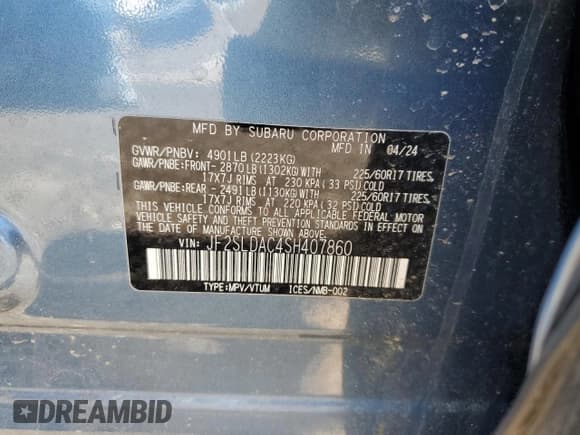 MFD BY SUBARU CORPORATION
GVWR/PNBV : 4901LB (2223KG) MFD IN 04/24
GAWR/PNBE:FRONT- 2870LB (1302KG) WITH 225/60R17 TIRES,
17X7J RIMS AT 230 KPA (33 PSI) COLD
GAWR/PNBE:REAR - 2491LB (1130KG) WITH 225/60R17 TIRES,
17X7J RIMS AT 220 KPA (32 PSI) COLD
THIS VEHICLE CONFORMS TO ALL APPLICABLE FEDERAL MOTOR
VEHICLE SAFETY AND THEFT PREVENTION STANDARDS IN EFFECT ON
THE DATE OF MANUFACTURE SHOWN ABOVE.
VIN: JF2SLDAC4SH407860
TYPE:MPV/VTUM ICES/NMB-002
DREAMBID